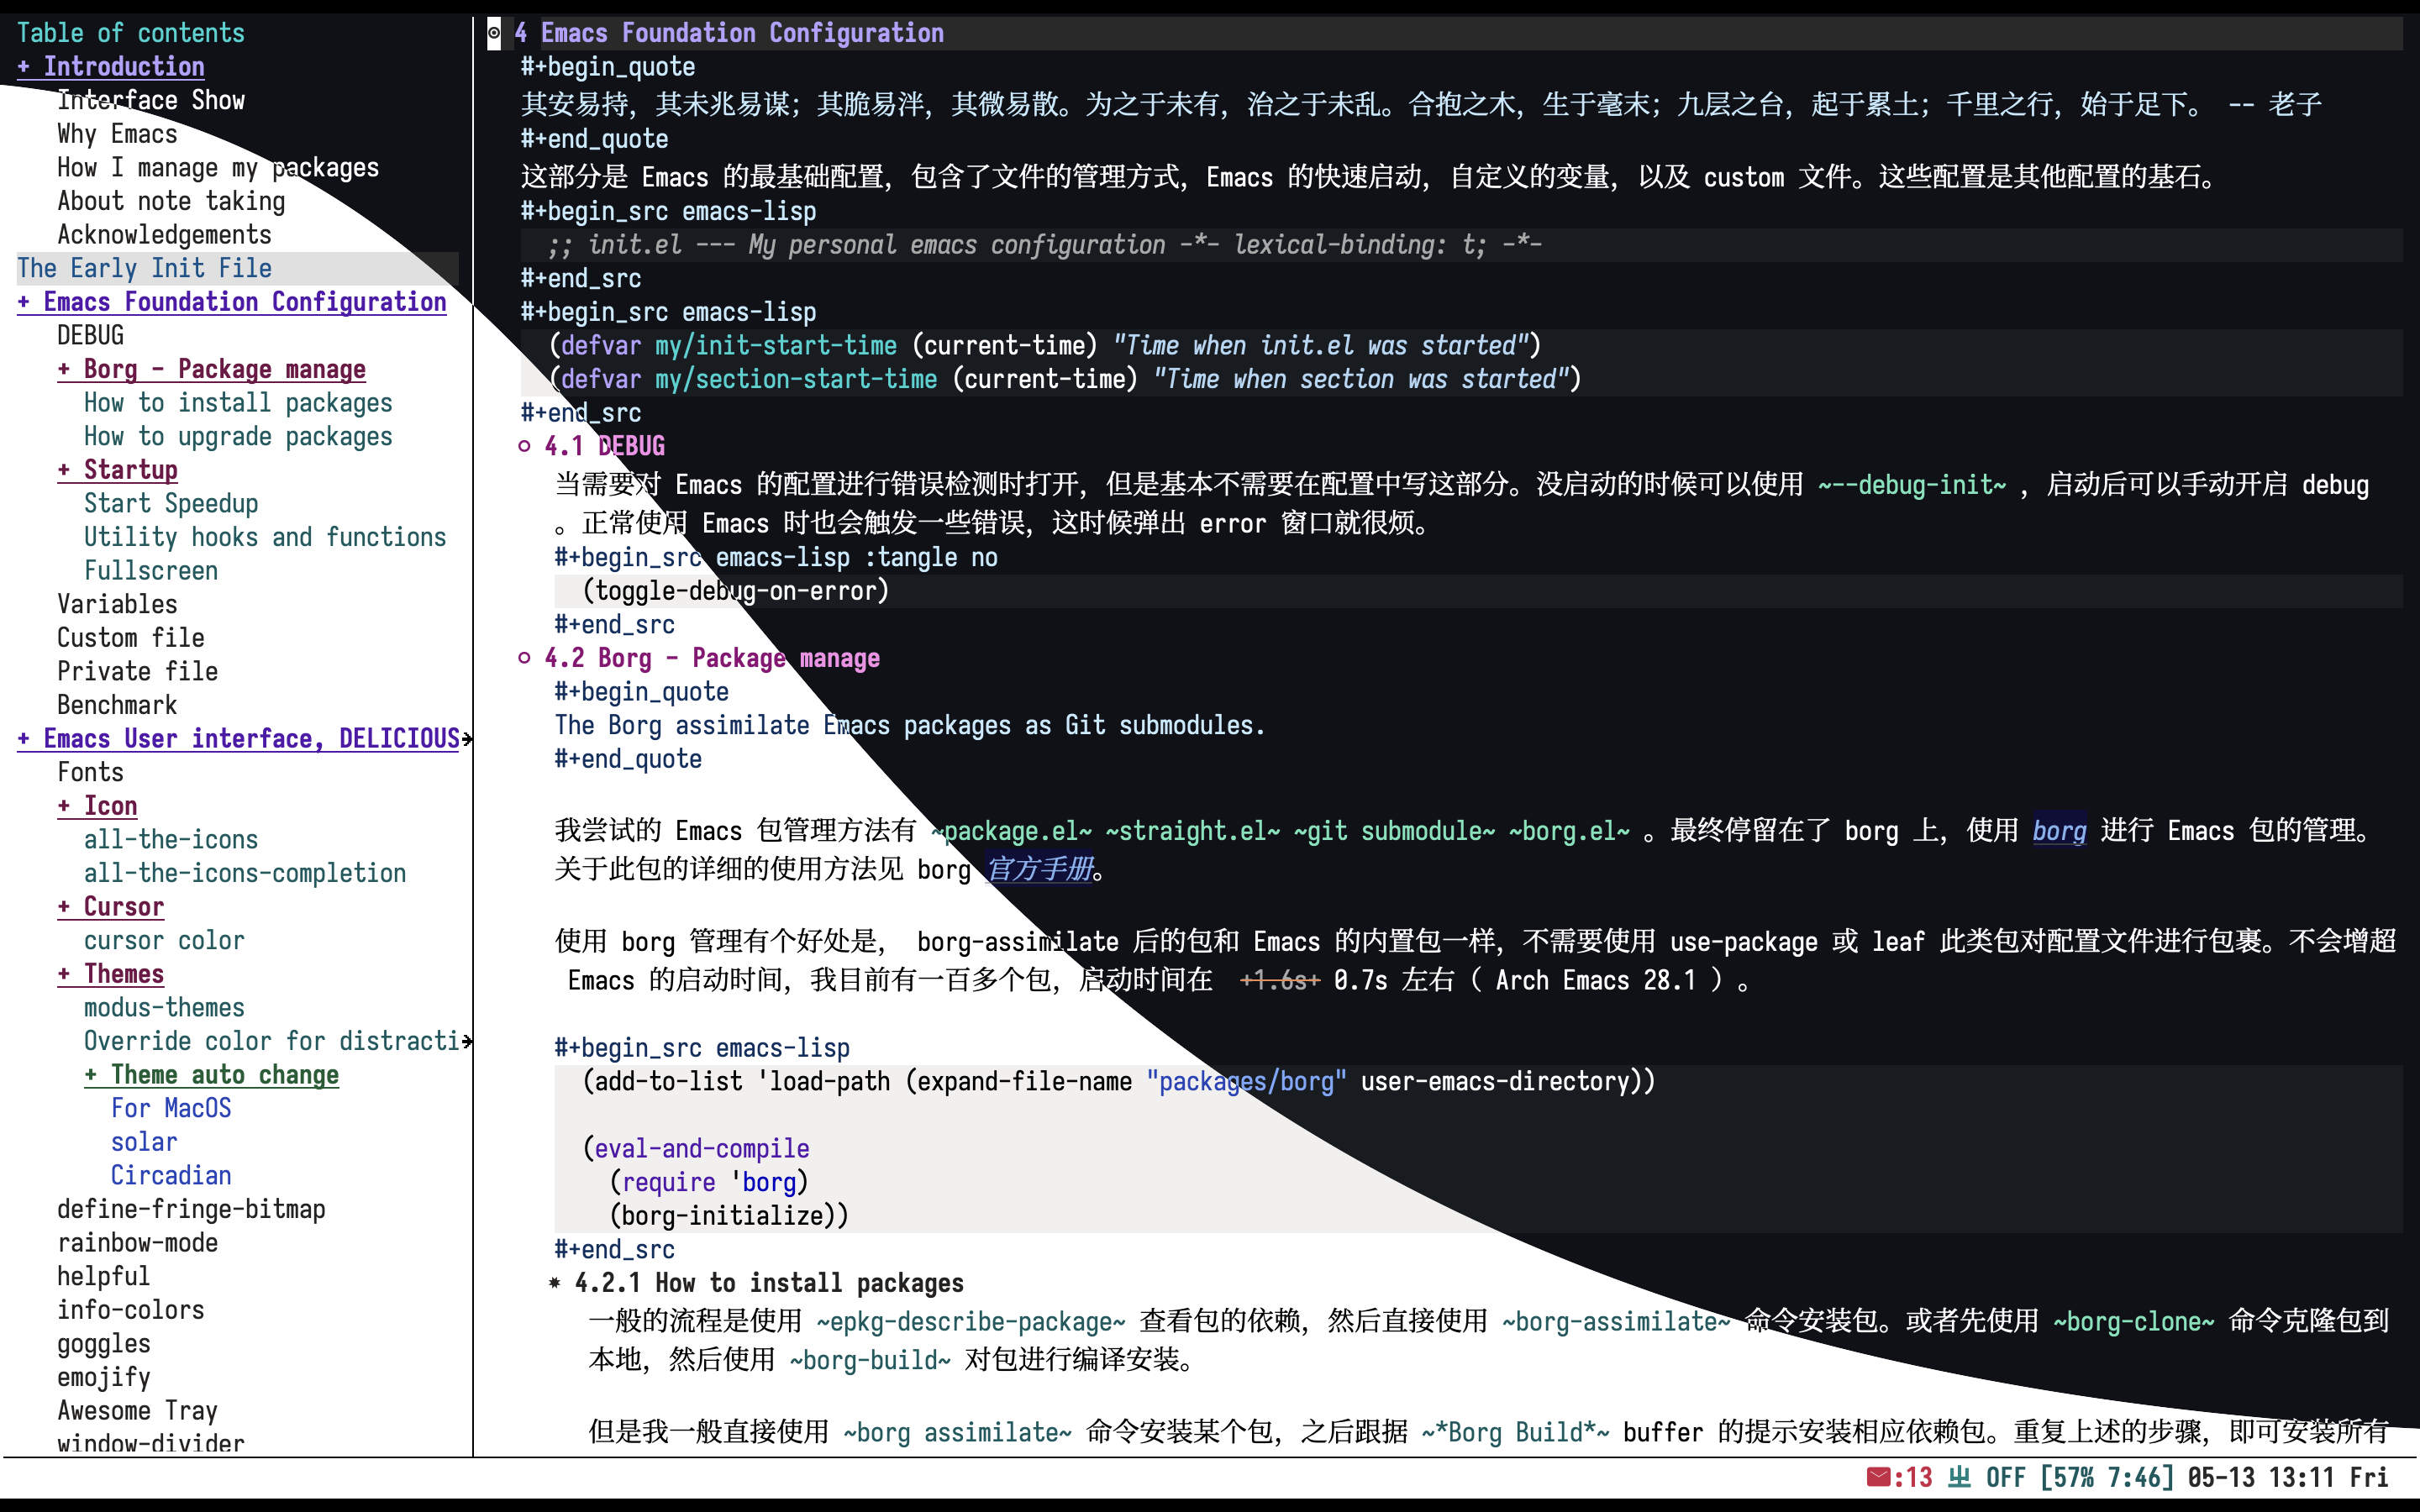 Table of contents
+ Introduction
Interface Show
Why Emacs
How I manage my packages
About note taking
Acknowledgements
The Early Init File
+ Emacs Foundation Configuration
DEBUG
+ Borg - Package manage
How to install packages
How to upgrade packages
+ Startup
Start Speedup
Utility hooks and functions
Fullscreen
Variables
Custom file
Private file
Benchmark
+ Emacs User interface, DELICIOUS
Fonts
+ Icon
all-the-icons
all-the-icons-completion
+ Cursor
cursor color
+ Themes
modus-themes
Override color for distracti
+ Theme auto change
For MacOS
solar
Circadian
define-fringe-bitmap
rainbow-mode
helpful
info-colors
goggles
emojify
Awesome Tray
window-divider
4 Emacs Foundation Configuration
#+begin_quote
其安易持，其未兆易谋；其脆易泮，其微易散。为之于未有，治之于未乱。合抱之木，生于毫末；九层之台，起于累土；千里之行，始于足下。 -- 老子
#+end_quote
这部分是 Emacs 的最基础配置，包含了文件的管理方式，Emacs 的快速启动，自定义的变量，以及 custom 文件。这些配置是其他配置的基石。
#+begin_src emacs-lisp
;; init.el --- My personal emacs configuration -*- lexical-binding: t; -*-
#+end_src
#+begin_src emacs-lisp
(defvar my/init-start-time (current-time) "Time when init.el was started")
(defvar my/section-start-time (current-time) "Time when section was started")
#+end_src
○ 4.1 DEBUG
当需要对 Emacs 的配置进行错误检测时打开，但是基本不需要在配置中写这部分。没启动的时候可以使用 ~--debug-init~ ，启动后可以手动开启 debug
。正常使用 Emacs 时也会触发一些错误，这时候弹出 error 窗口就很烦。
#+begin_src emacs-lisp :tangle no
(toggle-debug-on-error)
#+end_src
○ 4.2 Borg - Package manage
#+begin_quote
The Borg assimilate Emacs packages as Git submodules.
#+end_quote
我尝试的 Emacs 包管理方法有 ~package.el~ ~straight.el~ ~git submodule~ ~borg.el~ 。最终停留在了 borg 上，使用 borg 进行 Emacs 包的管理。
关于此包的详细的使用方法见 borg 官方手册。
使用 borg 管理有个好处是， borg-assimilate 后的包和 Emacs 的内置包一样，不需要使用 use-package 或 leaf 此类包对配置文件进行包裹。不会增超
Emacs 的启动时间，我目前有一百多个包，启动时间在 +1.6s+ 0.7s 左右（ Arch Emacs 28.1 ）。
#+begin_src emacs-lisp
(add-to-list 'load-path (expand-file-name "packages/borg" user-emacs-directory))
(eval-and-compile
(require 'borg)
(borg-initialize))
#+end_src
✸ 4.2.1 How to install packages
一般的流程是使用 ~epkg-describe-package~ 查看包的依赖，然后直接使用 ~borg-assimilate~ 命令安装包。或者先使用 ~borg-clone~ 命令克隆包到
本地，然后使用 ~borg-build~ 对包进行编译安装。
但是我一般直接使用 ~borg assimilate~ 命令安装某个包，之后跟据 ~*Borg Build*~ buffer 的提示安装相应依赖包。重复上述的步骤，即可安装所有
:13 㞢 OFF [57% 7:46] 05-13 13:11 Fri